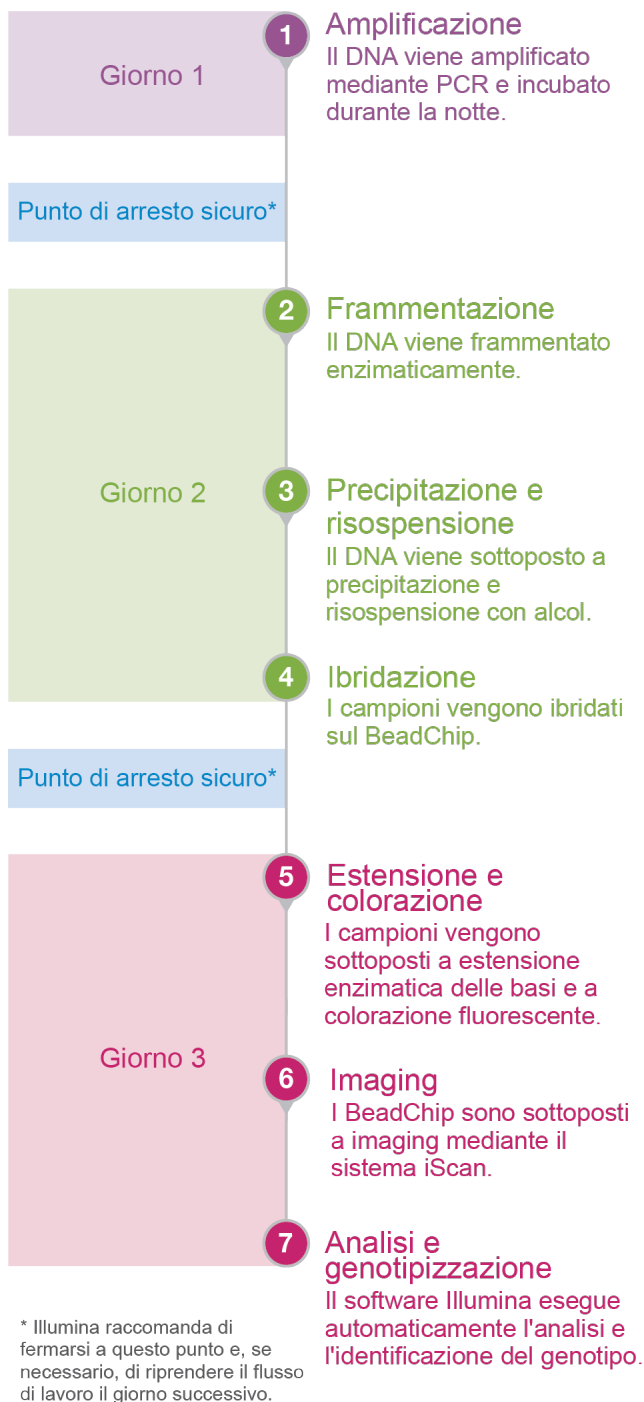 Giorno 1
1
Amplificazione
Il DNA viene amplificato
mediante PCR e incubato
durante la notte.
Punto di arresto sicuro*
Giorno 2
2
Frammentazione
Il DNA viene frammentato
enzimaticamente.
3
Precipitazione e
risospensione
Il DNA viene sottoposto a
precipitazione e
risospensione con alcol.
4
Ibridazione
I campioni vengono ibridati
sul BeadChip.
Punto di arresto sicuro*
Giorno 3
5
Estensione e
colorazione
I campioni vengono
sottoposti a estensione
enzimatica delle basi e a
colorazione fluorescente.
6
Imaging
I BeadChip sono sottoposti
a imaging mediante il
sistema iScan.
7
Analisi e
genotipizzazione
Il software Illumina esegue
automaticamente l'analisi e
l'identificazione del genotipo.
* Illumina raccomanda di
fermarsi a questo punto e, se
necessario, di riprendere il flusso
di lavoro il giorno successivo.